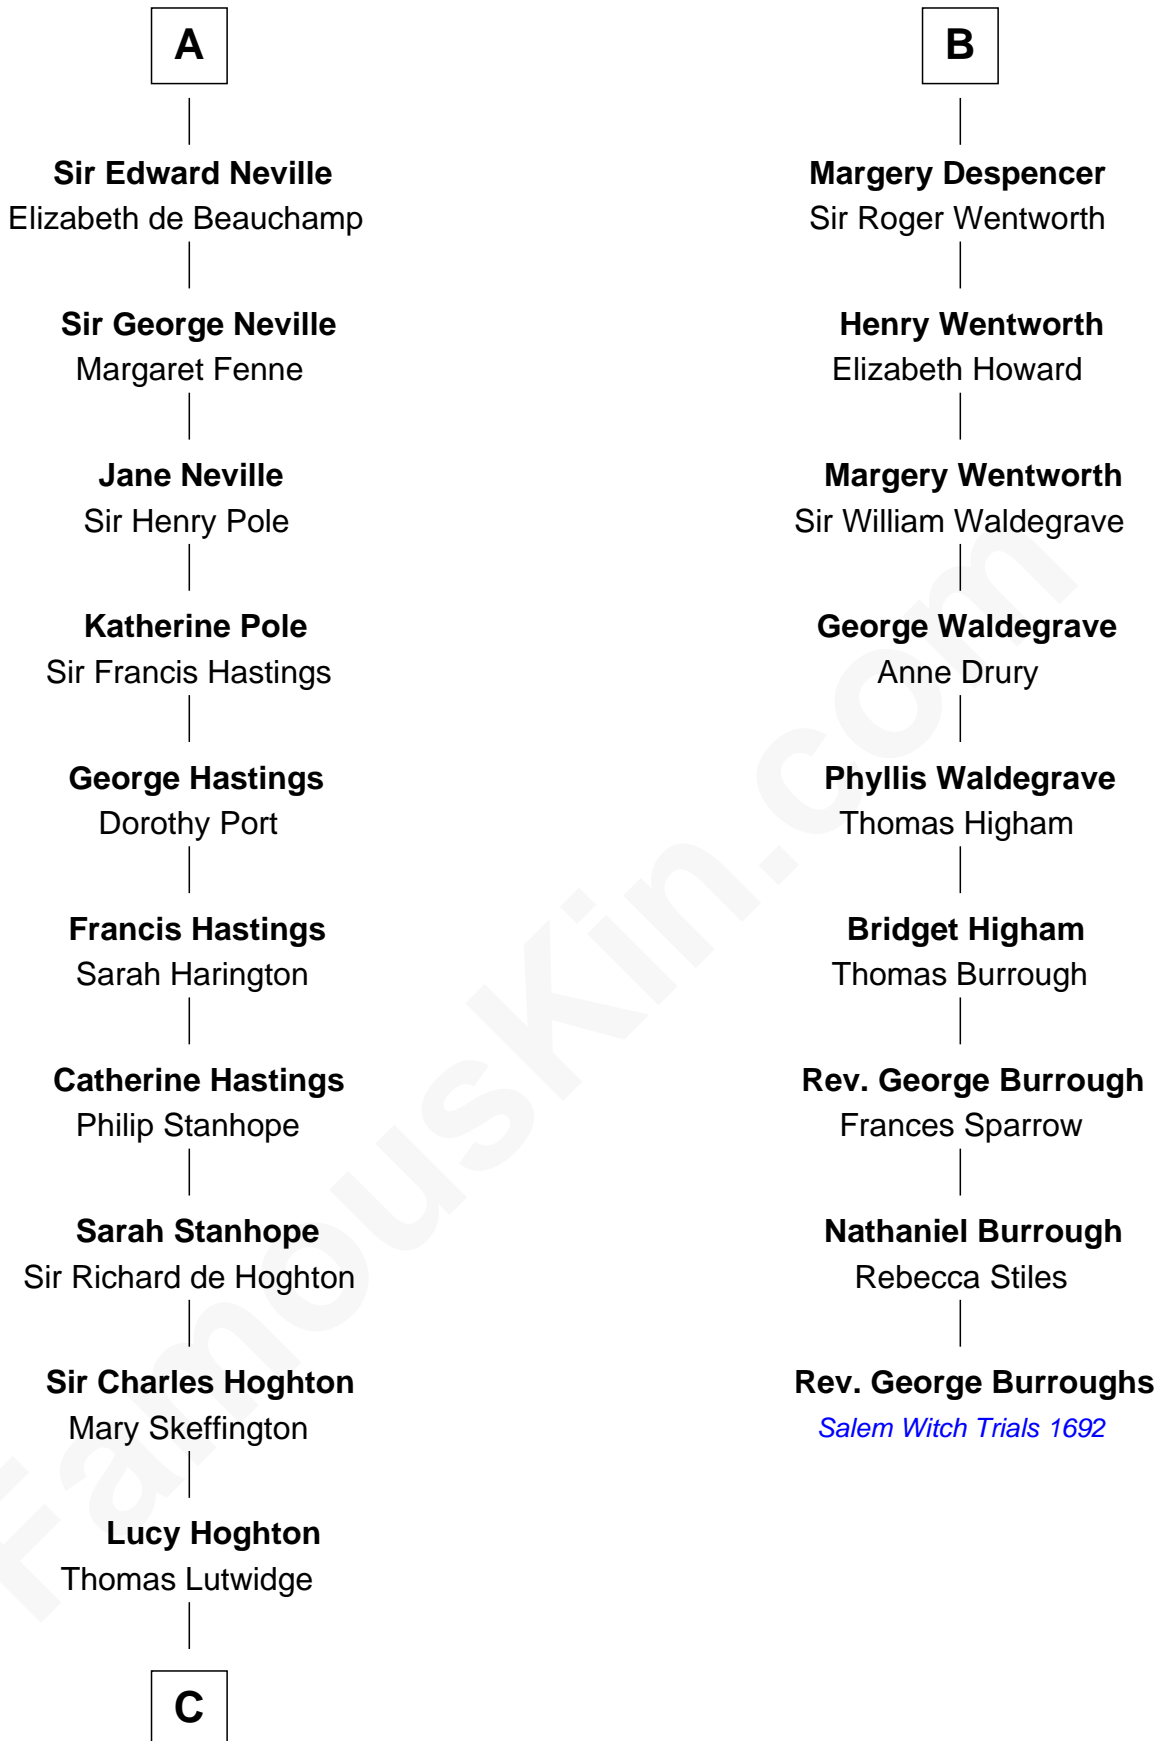 A
Sir Edward Neville
Elizabeth de Beauchamp
Sir George Neville
Margaret Fenne
Jane Neville
Sir Henry Pole
Katherine Pole
Sir Francis Hastings
George Hastings
Dorothy Port
Francis Hastings
Sarah Harington
Catherine Hastings
Philip Stanhope
Sarah Stanhope
Sir Richard de Hoghton
Sir Charles Hoghton
Mary Skeffington
Lucy Hoghton
Thomas Lutwidge
C
B
Margery Despencer
Sir Roger Wentworth
Henry Wentworth
Elizabeth Howard
Margery Wentworth
Sir William Waldegrave
George Waldegrave
Anne Drury
Phyllis Waldegrave
Thomas Higham
Bridget Higham
Thomas Burrough
Rev. George Burrough
Frances Sparrow
Nathaniel Burrough
Rebecca Stiles
Rev. George Burroughs
Salem Witch Trials 1692
FamousKin.com